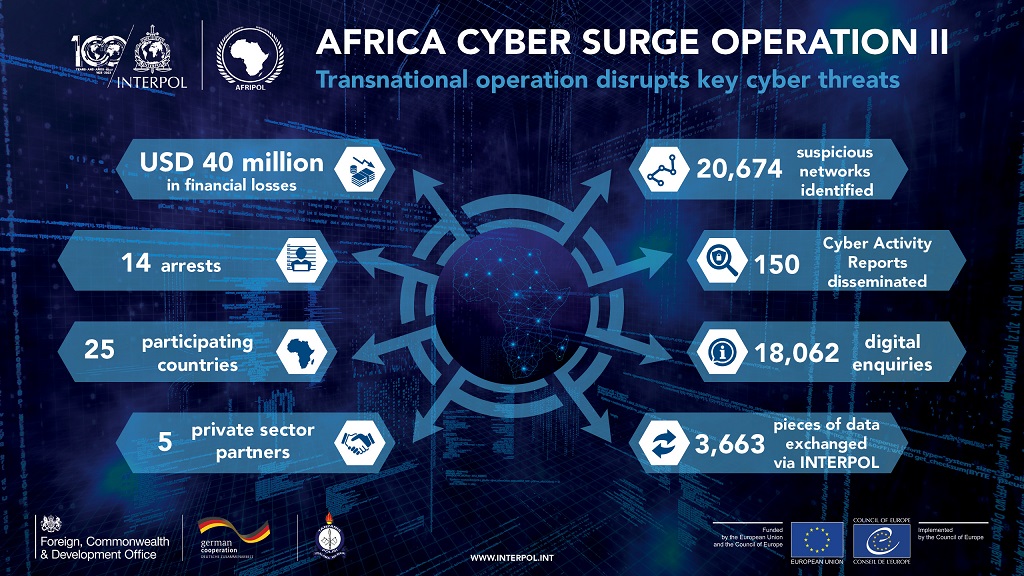 100
INTERPOL
AFRIPOL
AFRICA CYBER SURGE OPERATION II
Transnational operation disrupts key cyber threats
USD 40 million
in financial losses
14 arrests
25 participating
countries
5 private sector
partners
20,674 suspicious
networks
identified
150 Cyber Activity
Reports
disseminated
18,062 digital
enquiries
3,663 pieces of data
exchanged
via INTERPOL
Foreign, Commonwealth
& Development Office
german
cooperation
DEUTSCHE ZUSAMMENARBEIT
WWW.INTERPOL.INT
Funded
by the European Union
and the Council of Europe
EUROPEAN UNION
COUNCIL OF EUROPE
CONSEIL DE L'EUROPE
Implemented
by the Council of Europe